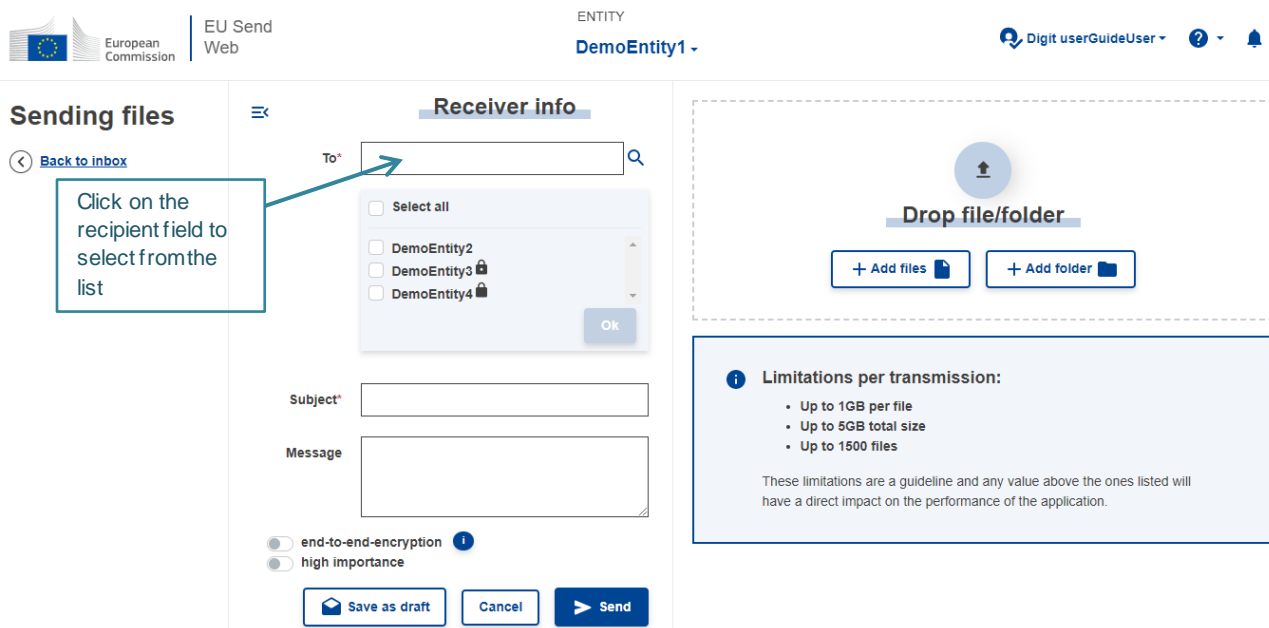 European
Commission
EU Send
Web
ENTITY
DemoEntity1
Digit userGuideUser
?
Sending files
Back to inbox
Click on the
recipient field to
select from the
list
Receiver info
To*
Select all
DemoEntity2
DemoEntity3
DemoEntity4
Ok
Subject*
Message
end-to-end-encryption i
high importance
Save as draft
Cancel
Send
Drop file/folder
+ Add files
+ Add folder
i Limitations per transmission:
• Up to 1GB per file
• Up to 5GB total size
• Up to 1500 files
These limitations are a guideline and any value above the ones listed will
have a direct impact on the performance of the application.